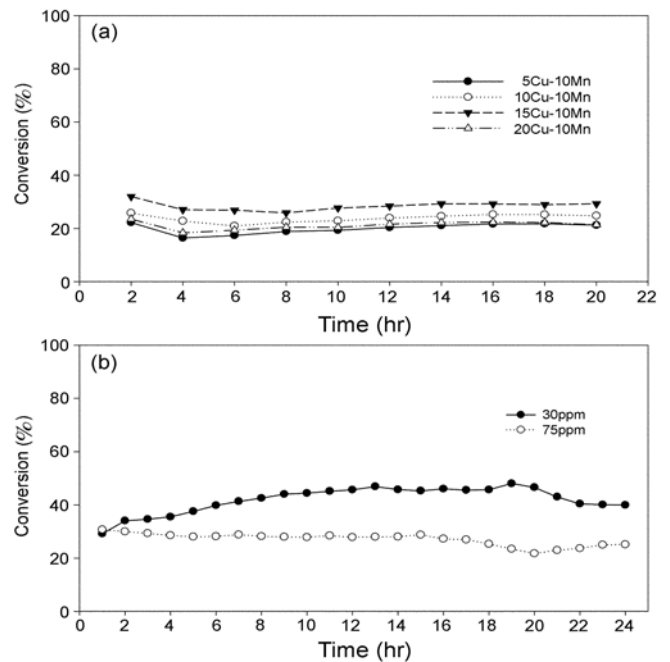 (a)
100
80
60
40
20
0
Conversion (%)
5Cu-10Mn
10Cu-10Mn
15Cu-10Mn
20Cu-10Mn
0 2 4 6 8 10 12 14 16 18 20 22
Time (hr)
(b)
100
80
60
40
20
0
Conversion (%)
30ppm
75ppm
0 2 4 6 8 10 12 14 16 18 20 22 24
Time (hr)